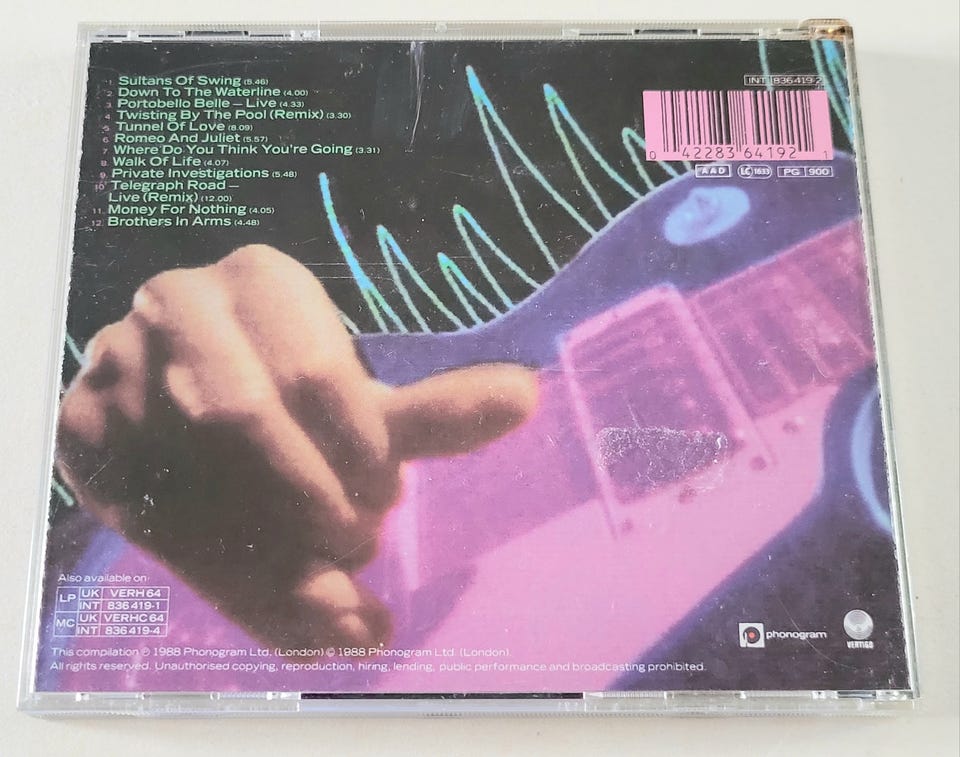 1 Sultans Of Swing (5.46)
2 Down To The Waterline (4.00)
3 Portobello Belle – Live (4.33)
4 Twisting By The Pool (Remix) (3.30)
5 Tunnel Of Love (8.09)
6 Romeo And Juliet (5.57)
7 Where Do You Think You're Going (3.31)
8 Walk Of Life (4.07)
9 Private Investigations (5.48)
10 Telegraph Road –
Live (Remix) (12.00)
11 Money For Nothing (4.05)
12 Brothers In Arms (4.48)
INT 836 419-2
0 42283 64192 1
AAD LC 1633 PG 900
Also available on
LP UK VERH 64
INT 836 419-1
MC UK VERHC 64
INT 836 419-4
phonogram
VERTIGO
This compilation ℗ 1988 Phonogram Ltd. (London) © 1988 Phonogram Ltd. (London).
All rights reserved. Unauthorised copying, reproduction, hiring, lending, public performance and broadcasting prohibited.